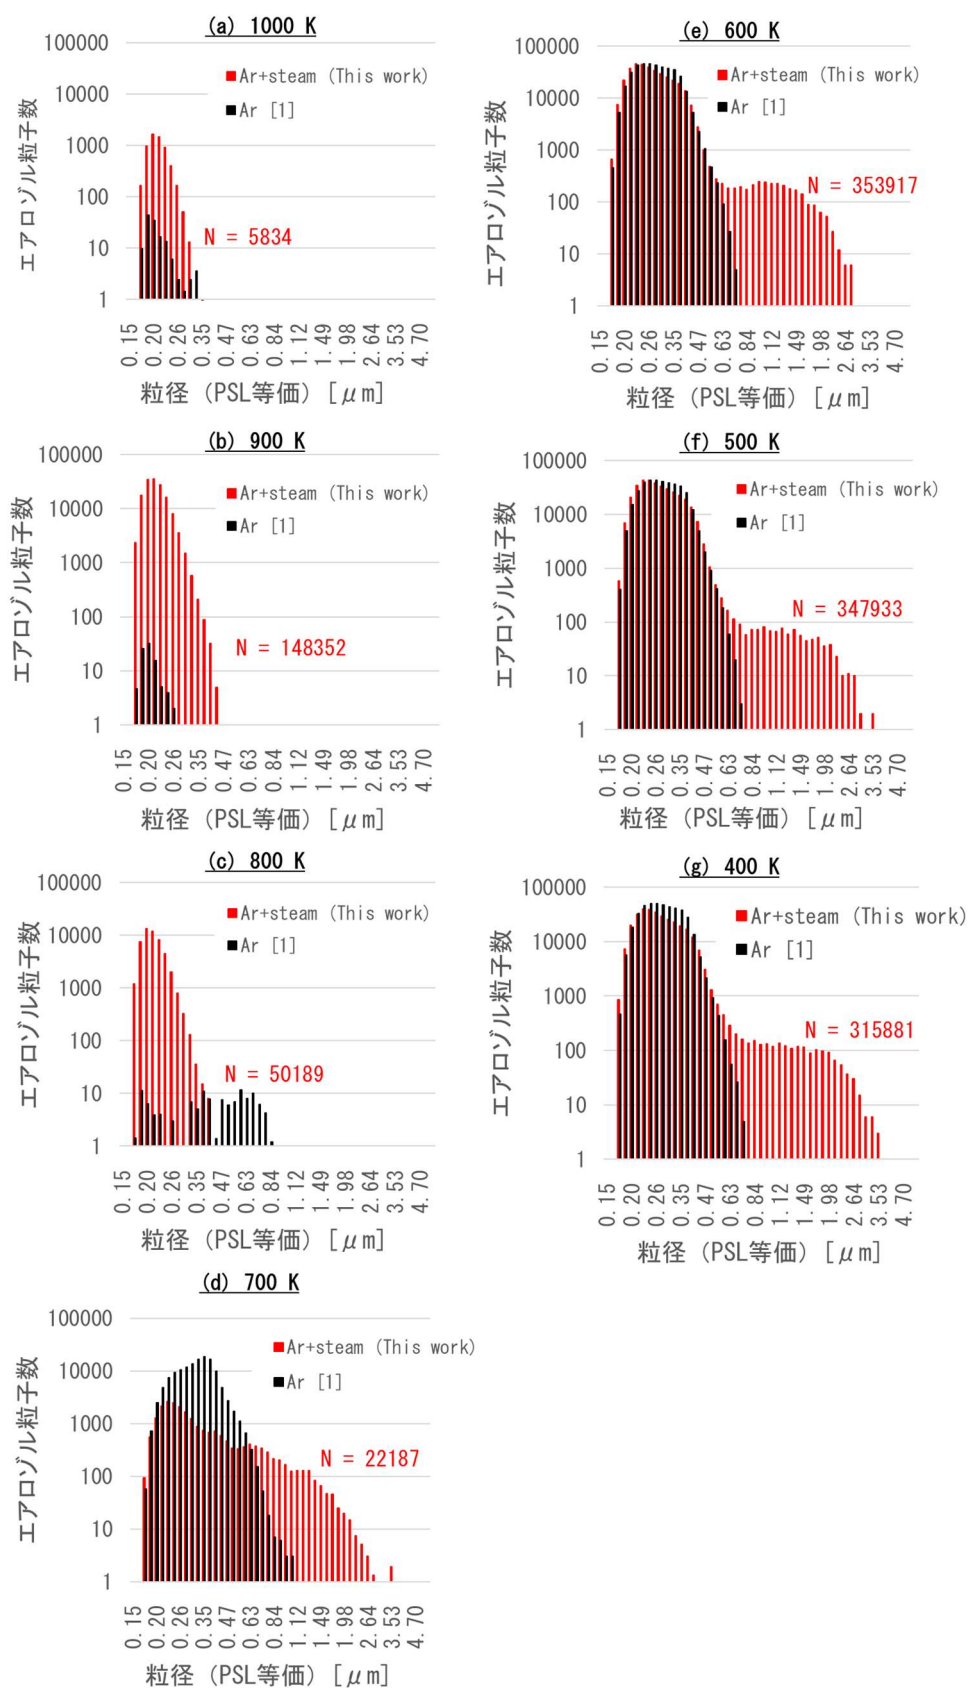 (a) 1000 K
100000
10000
1000
100
10
1
エアロゾル粒子数
Ar+steam (This work)
Ar [1]
N = 5834
0.15 0.20 0.26 0.35 0.47 0.63 0.84 1.12 1.49 1.98 2.64 3.53 4.70
粒径 (PSL等価) [μm]
(b) 900 K
100000
10000
1000
100
10
1
エアロゾル粒子数
Ar+steam (This work)
Ar [1]
N = 148352
0.15 0.20 0.26 0.35 0.47 0.63 0.84 1.12 1.49 1.98 2.64 3.53 4.70
粒径 (PSL等価) [μm]
(c) 800 K
100000
10000
1000
100
10
1
エアロゾル粒子数
Ar+steam (This work)
Ar [1]
N = 50189
0.15 0.20 0.26 0.35 0.47 0.63 0.84 1.12 1.49 1.98 2.64 3.53 4.70
粒径 (PSL等価) [μm]
(d) 700 K
100000
10000
1000
100
10
1
エアロゾル粒子数
Ar+steam (This work)
Ar [1]
N = 22187
0.15 0.20 0.26 0.35 0.47 0.63 0.84 1.12 1.49 1.98 2.64 3.53 4.70
粒径 (PSL等価) [μm]
(e) 600 K
100000
10000
1000
100
10
1
エアロゾル粒子数
Ar+steam (This work)
Ar [1]
N = 353917
0.15 0.20 0.26 0.35 0.47 0.63 0.84 1.12 1.49 1.98 2.64 3.53 4.70
粒径 (PSL等価) [μm]
(f) 500 K
100000
10000
1000
100
10
1
エアロゾル粒子数
Ar+steam (This work)
Ar [1]
N = 347933
0.15 0.20 0.26 0.35 0.47 0.63 0.84 1.12 1.49 1.98 2.64 3.53 4.70
粒径 (PSL等価) [μm]
(g) 400 K
100000
10000
1000
100
10
1
エアロゾル粒子数
Ar+steam (This work)
Ar [1]
N = 315881
0.15 0.20 0.26 0.35 0.47 0.63 0.84 1.12 1.49 1.98 2.64 3.53 4.70
粒径 (PSL等価) [μm]